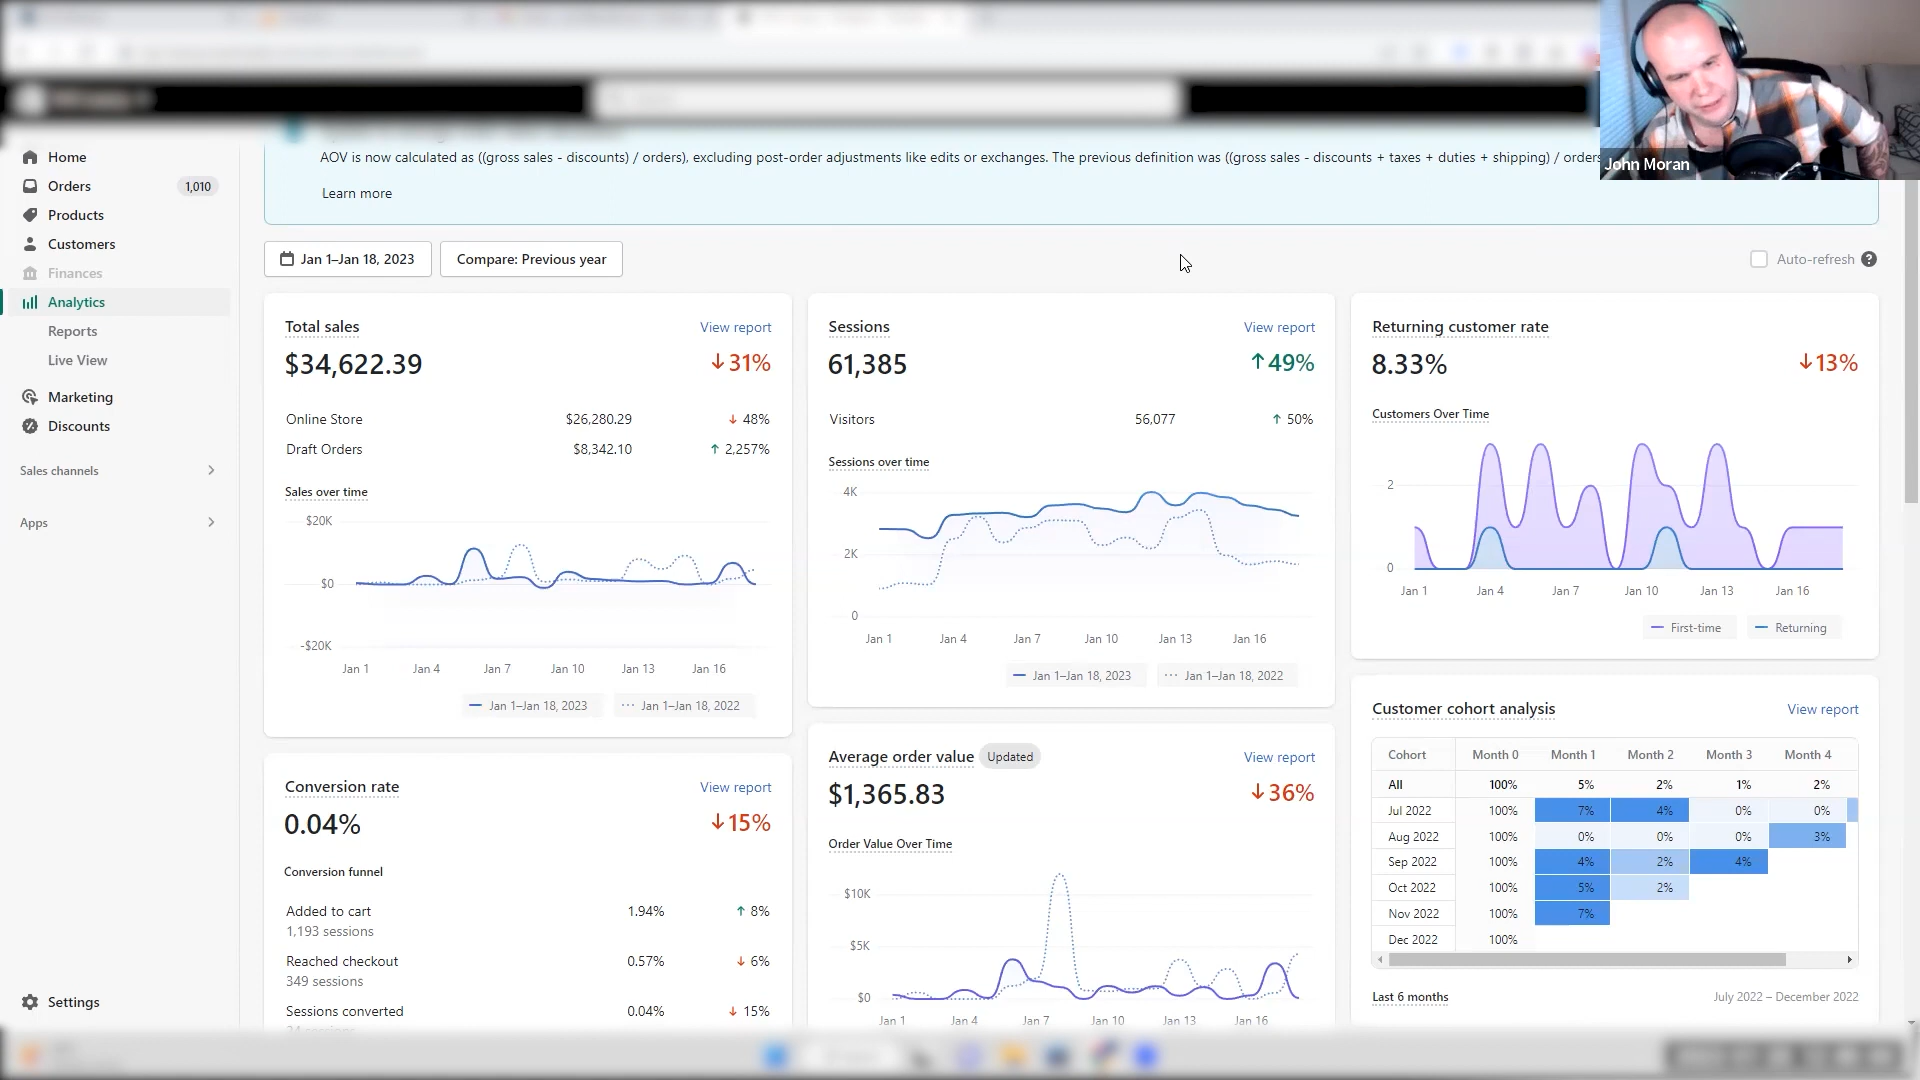 John Moran
AOV is now calculated as ((gross sales - discounts) / orders), excluding post-order adjustments like edits or exchanges. The previous definition was ((gross sales - discounts + taxes + duties + shipping) / orders
Learn more
Home
Orders 1,010
Products
Customers
Finances
Analytics
Reports
Live View
Marketing
Discounts
Sales channels
Apps
Settings
Jan 1–Jan 18, 2023 Compare: Previous year Auto-refresh ?
Total sales View report
$34,622.39 ↓31%
Online Store $26,280.29 ↓ 48%
Draft Orders $8,342.10 ↑ 2,257%
Sales over time
$20K
$0
-$20K
Jan 1 Jan 4 Jan 7 Jan 10 Jan 13 Jan 16
Jan 1–Jan 18, 2023 Jan 1–Jan 18, 2022
Conversion rate View report
0.04% ↓15%
Conversion funnel
Added to cart 1.94% ↑ 8%
1,193 sessions
Reached checkout 0.57% ↓ 6%
349 sessions
Sessions converted 0.04% ↓ 15%
Sessions View report
61,385 ↑49%
Visitors 56,077 ↑ 50%
Sessions over time
4K
2K
0
Jan 1 Jan 4 Jan 7 Jan 10 Jan 13 Jan 16
Jan 1–Jan 18, 2023 Jan 1–Jan 18, 2022
Average order value Updated View report
$1,365.83 ↓36%
Order Value Over Time
$10K
$5K
$0
Jan 1 Jan 4 Jan 7 Jan 10 Jan 13 Jan 16
Returning customer rate
8.33% ↓13%
Customers Over Time
2
0
Jan 1 Jan 4 Jan 7 Jan 10 Jan 13 Jan 16
First-time Returning
Customer cohort analysis View report
Cohort Month 0 Month 1 Month 2 Month 3 Month 4
All 100% 5% 2% 1% 2%
Jul 2022 100% 7% 4% 0% 0%
Aug 2022 100% 0% 0% 0% 3%
Sep 2022 100% 4% 2% 4%
Oct 2022 100% 5% 2%
Nov 2022 100% 7%
Dec 2022 100%
Last 6 months July 2022 – December 2022